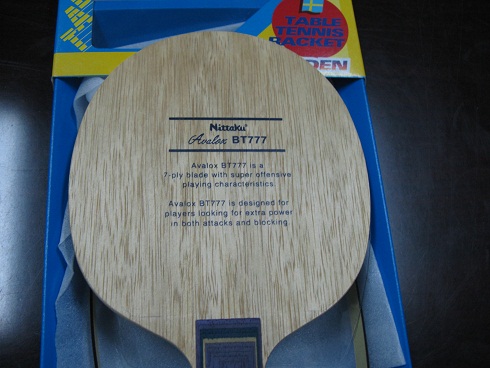 TABLE
TENNIS
RACKET
DEN
Nittaku
Avalox BT777
Avalox BT777 is a
7-ply blade with super offensive
playing characteristics.
Avalox BT777 is designed for
players looking for extra power
in both attacks and blocking